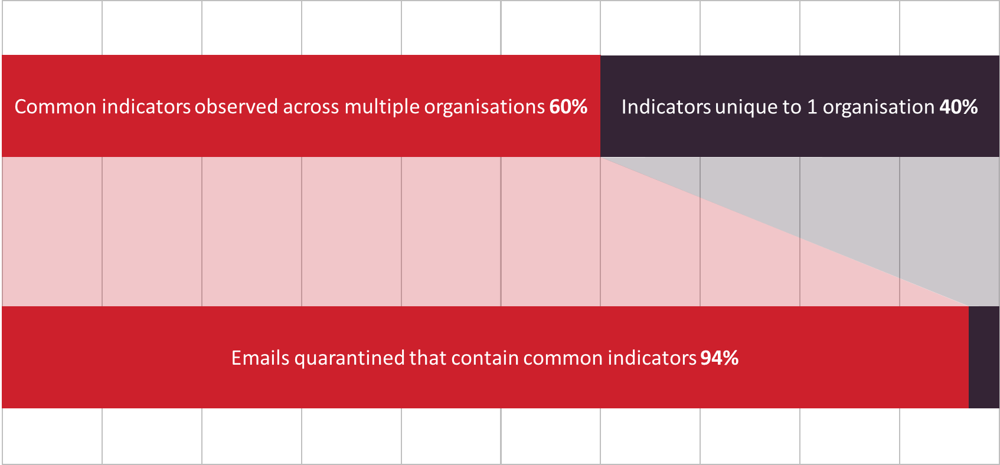 Common indicators observed across multiple organisations 60%
Indicators unique to 1 organisation 40%
Emails quarantined that contain common indicators 94%